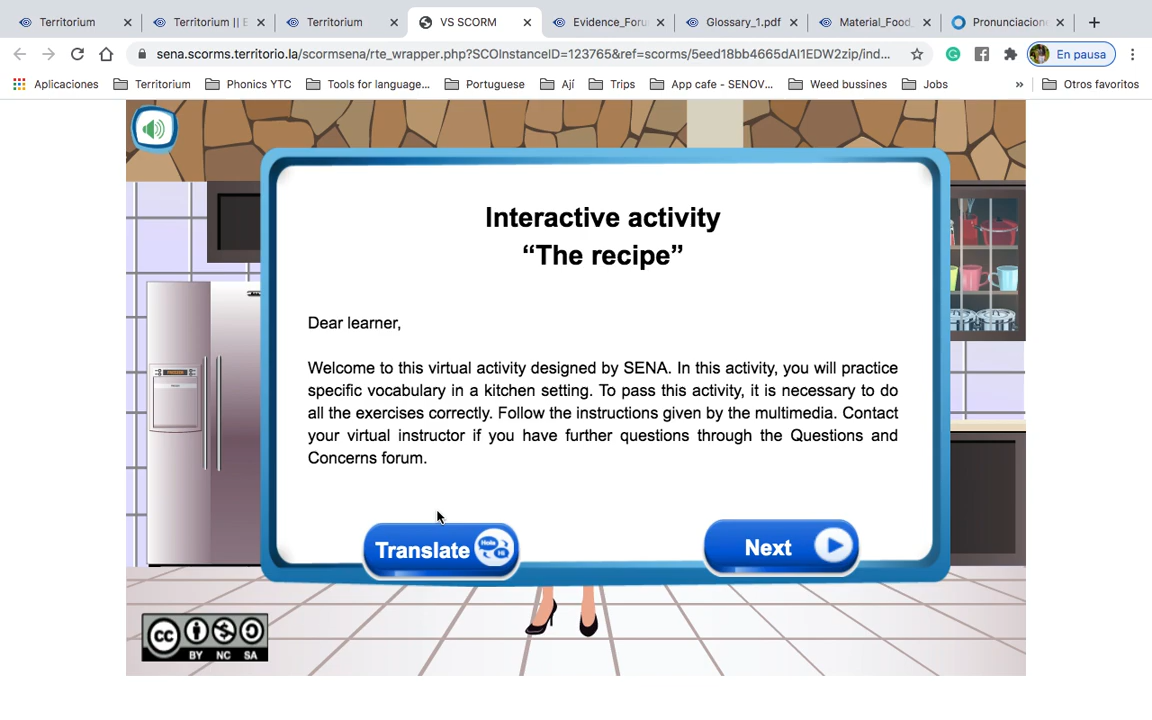 Territorium
Territorium || E
Territorium
VS SCORM
Evidence_Foru
Glossary_1.pdf
Material_Food_
Pronunciacion
sena.scorms.territorio.la/scormsena/rte_wrapper.php?SCOInstanceID=123765&ref=scorms/5eed18bb4665dAI1EDW2zip/ind...
En pausa
Aplicaciones
Territorium
Phonics YTC
Tools for language...
Portuguese
Ají
Trips
App cafe - SENOV...
Weed bussines
Jobs
»
Otros favoritos
Interactive activity
“The recipe”
Dear learner,
Welcome to this virtual activity designed by SENA. In this activity, you will practice
specific vocabulary in a kitchen setting. To pass this activity, it is necessary to do
all the exercises correctly. Follow the instructions given by the multimedia. Contact
your virtual instructor if you have further questions through the Questions and
Concerns forum.
Translate
Hola
Hi
Next
cc
BY NC SA